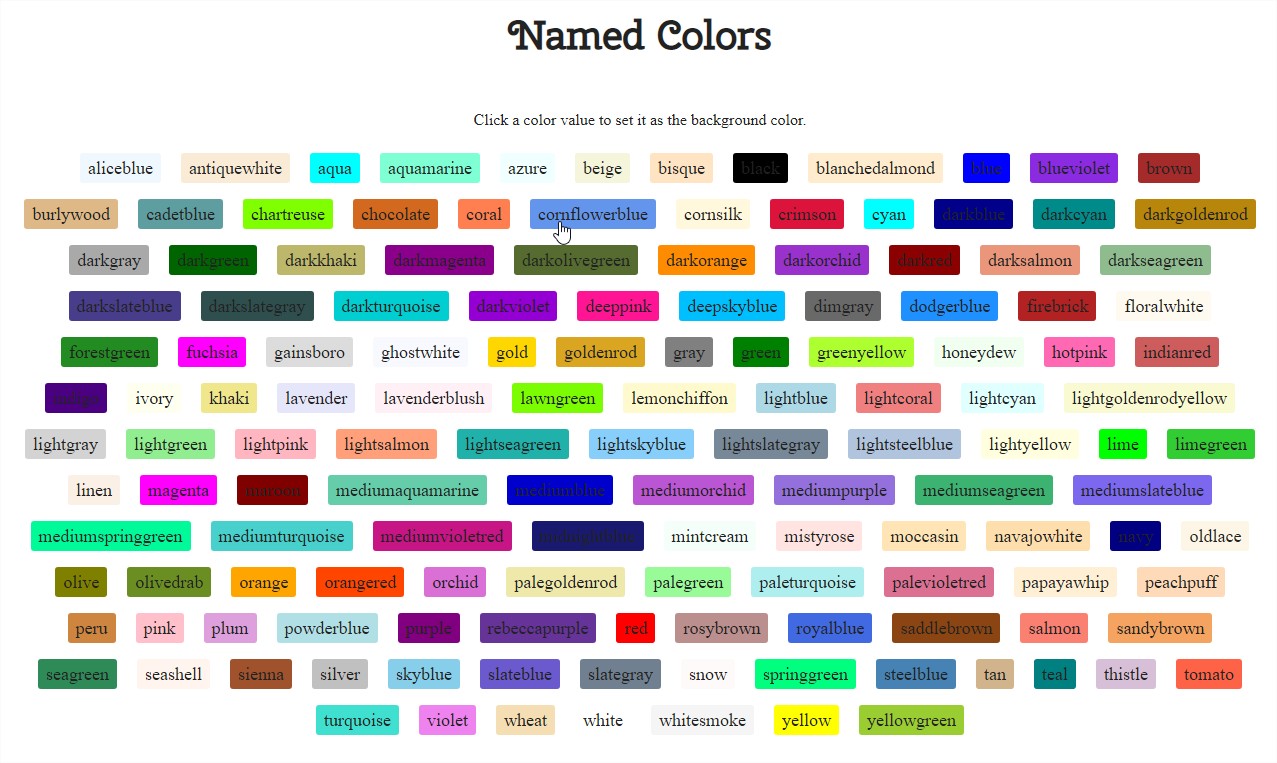 Named Colors
Click a color value to set it as the background color.
aliceblue antiquewhite aqua aquamarine azure beige bisque black blanchedalmond blue blueviolet brown
burlywood cadetblue chartreuse chocolate coral cornflowerblue cornsilk crimson cyan darkblue darkcyan darkgoldenrod
darkgray darkgreen darkkhaki darkmagenta darkolivegreen darkorange darkorchid darkred darksalmon darkseagreen
darkslateblue darkslategray darkturquoise darkviolet deeppink deepskyblue dimgray dodgerblue firebrick floralwhite
forestgreen fuchsia gainsboro ghostwhite gold goldenrod gray green greenyellow honeydew hotpink indianred
indigo ivory khaki lavender lavenderblush lawngreen lemonchiffon lightblue lightcoral lightcyan lightgoldenrodyellow
lightgray lightgreen lightpink lightsalmon lightseagreen lightskyblue lightslategray lightsteelblue lightyellow lime limegreen
linen magenta maroon mediumaquamarine mediumblue mediumorchid mediumpurple mediumseagreen mediumslateblue
mediumspringgreen mediumturquoise mediumvioletred midnightblue mintcream mistyrose moccasin navajowhite navy oldlace
olive olivedrab orange orangered orchid palegoldenrod palegreen paleturquoise palevioletred papayawhip peachpuff
peru pink plum powderblue purple rebeccapurple red rosybrown royalblue saddlebrown salmon sandybrown
seagreen seashell sienna silver skyblue slateblue slategray snow springgreen steelblue tan teal thistle tomato
turquoise violet wheat white whitesmoke yellow yellowgreen